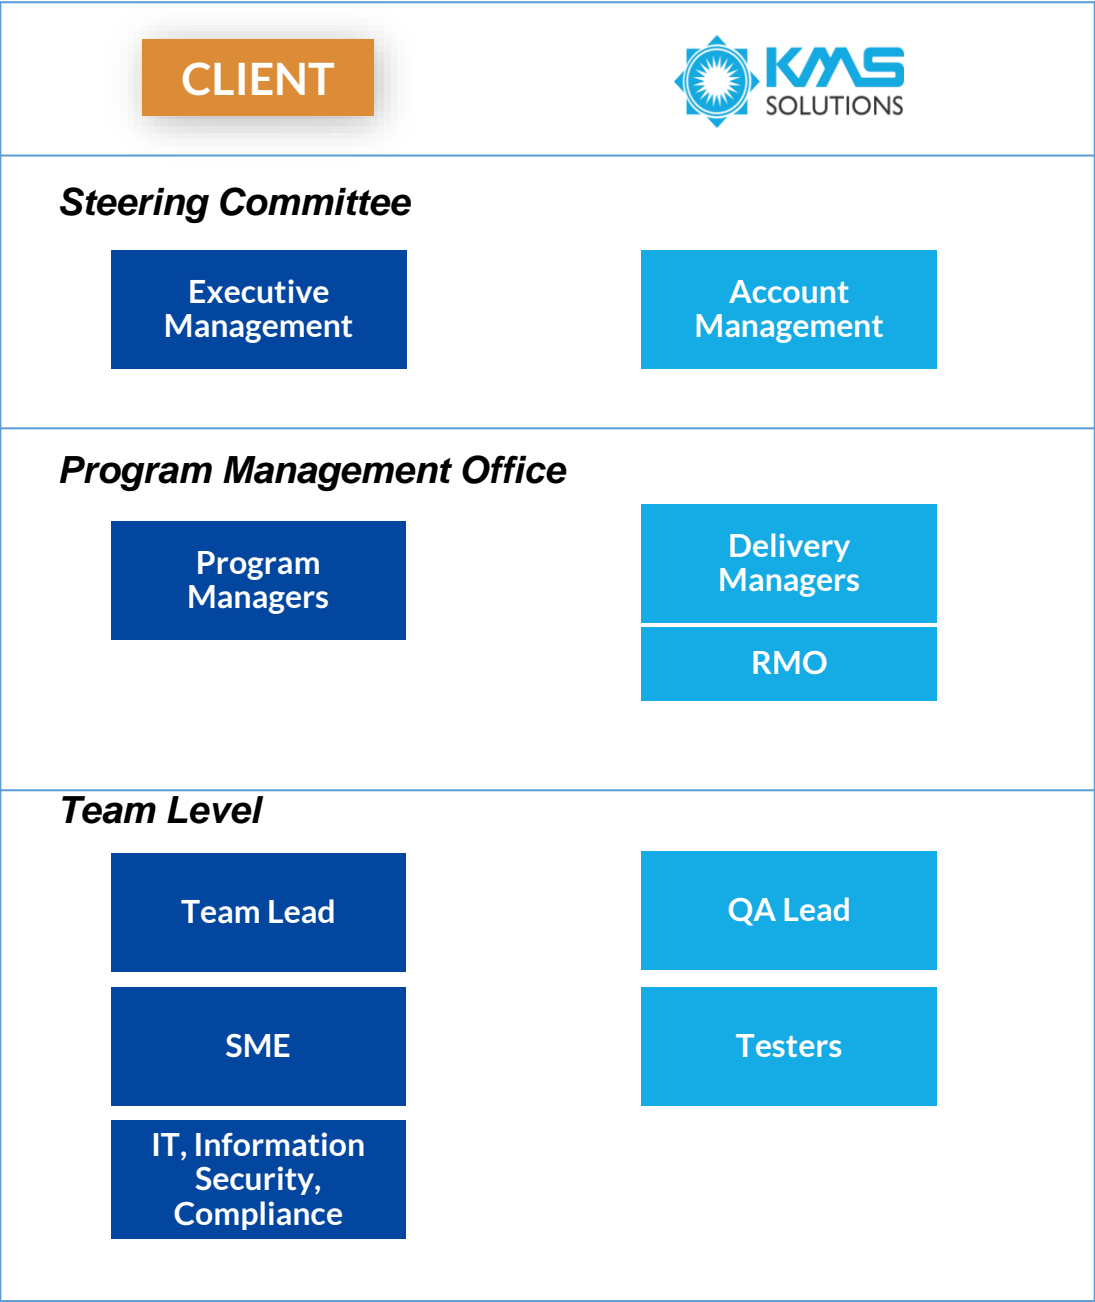 CLIENT
KMS
SOLUTIONS
Steering Committee
Executive
Management
Account
Management
Program Management Office
Program
Managers
Delivery
Managers
RMO
Team Level
Team Lead
QA Lead
SME
Testers
IT, Information
Security,
Compliance